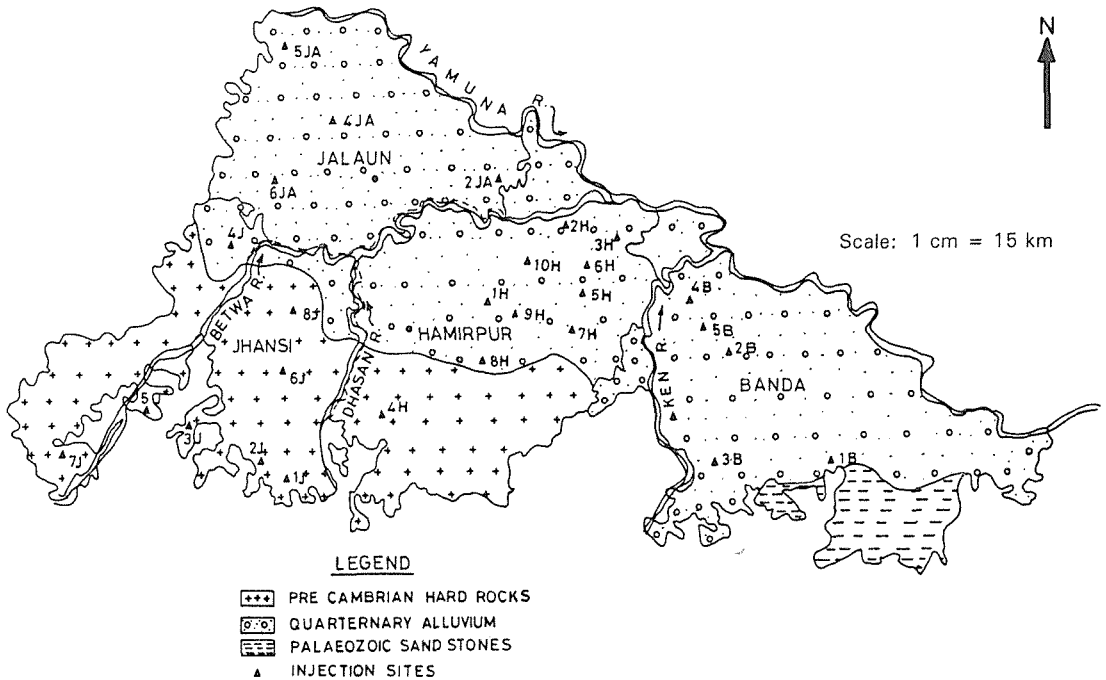 N
5JA
YAMUNA R.
4JA
JALAUN
6JA
2JA
4J
2H
3H
Scale: 1 cm = 15 km
10H
6H
BETWA R.
1H
5H
4B
8J
9H
HAMIRPUR
7H
5B
JHANSI
8H
2B
6J
DHASAN R.
KEN R.
BANDA
5J
4H
3J
7J
2J
1J
3B
1B
LEGEND
PRE CAMBRIAN HARD ROCKS
QUARTERNARY ALLUVIUM
PALAEOZOIC SAND STONES
INJECTION SITES